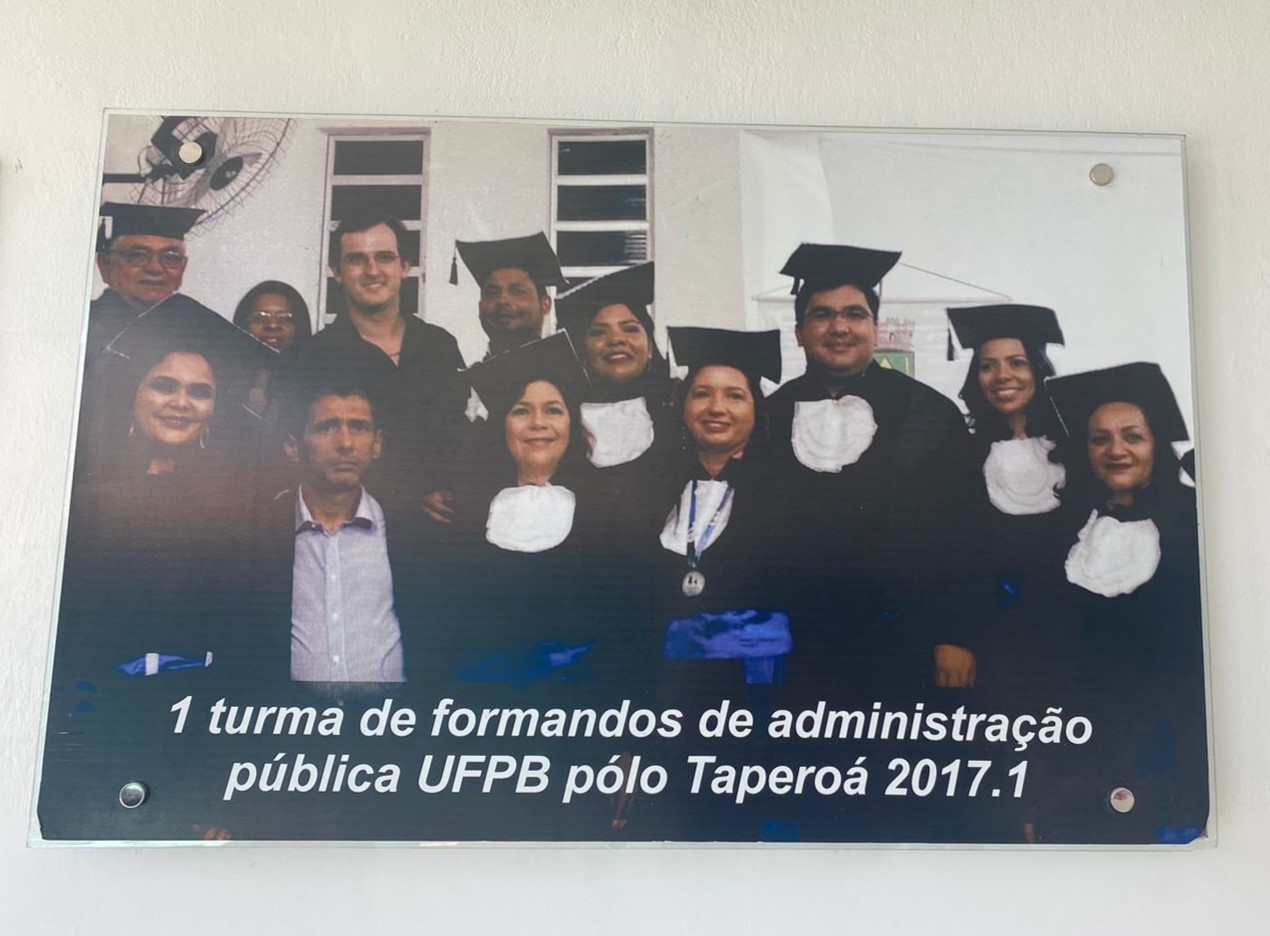 1 turma de formandos de administração
pública UFPB pólo Taperoá 2017.1